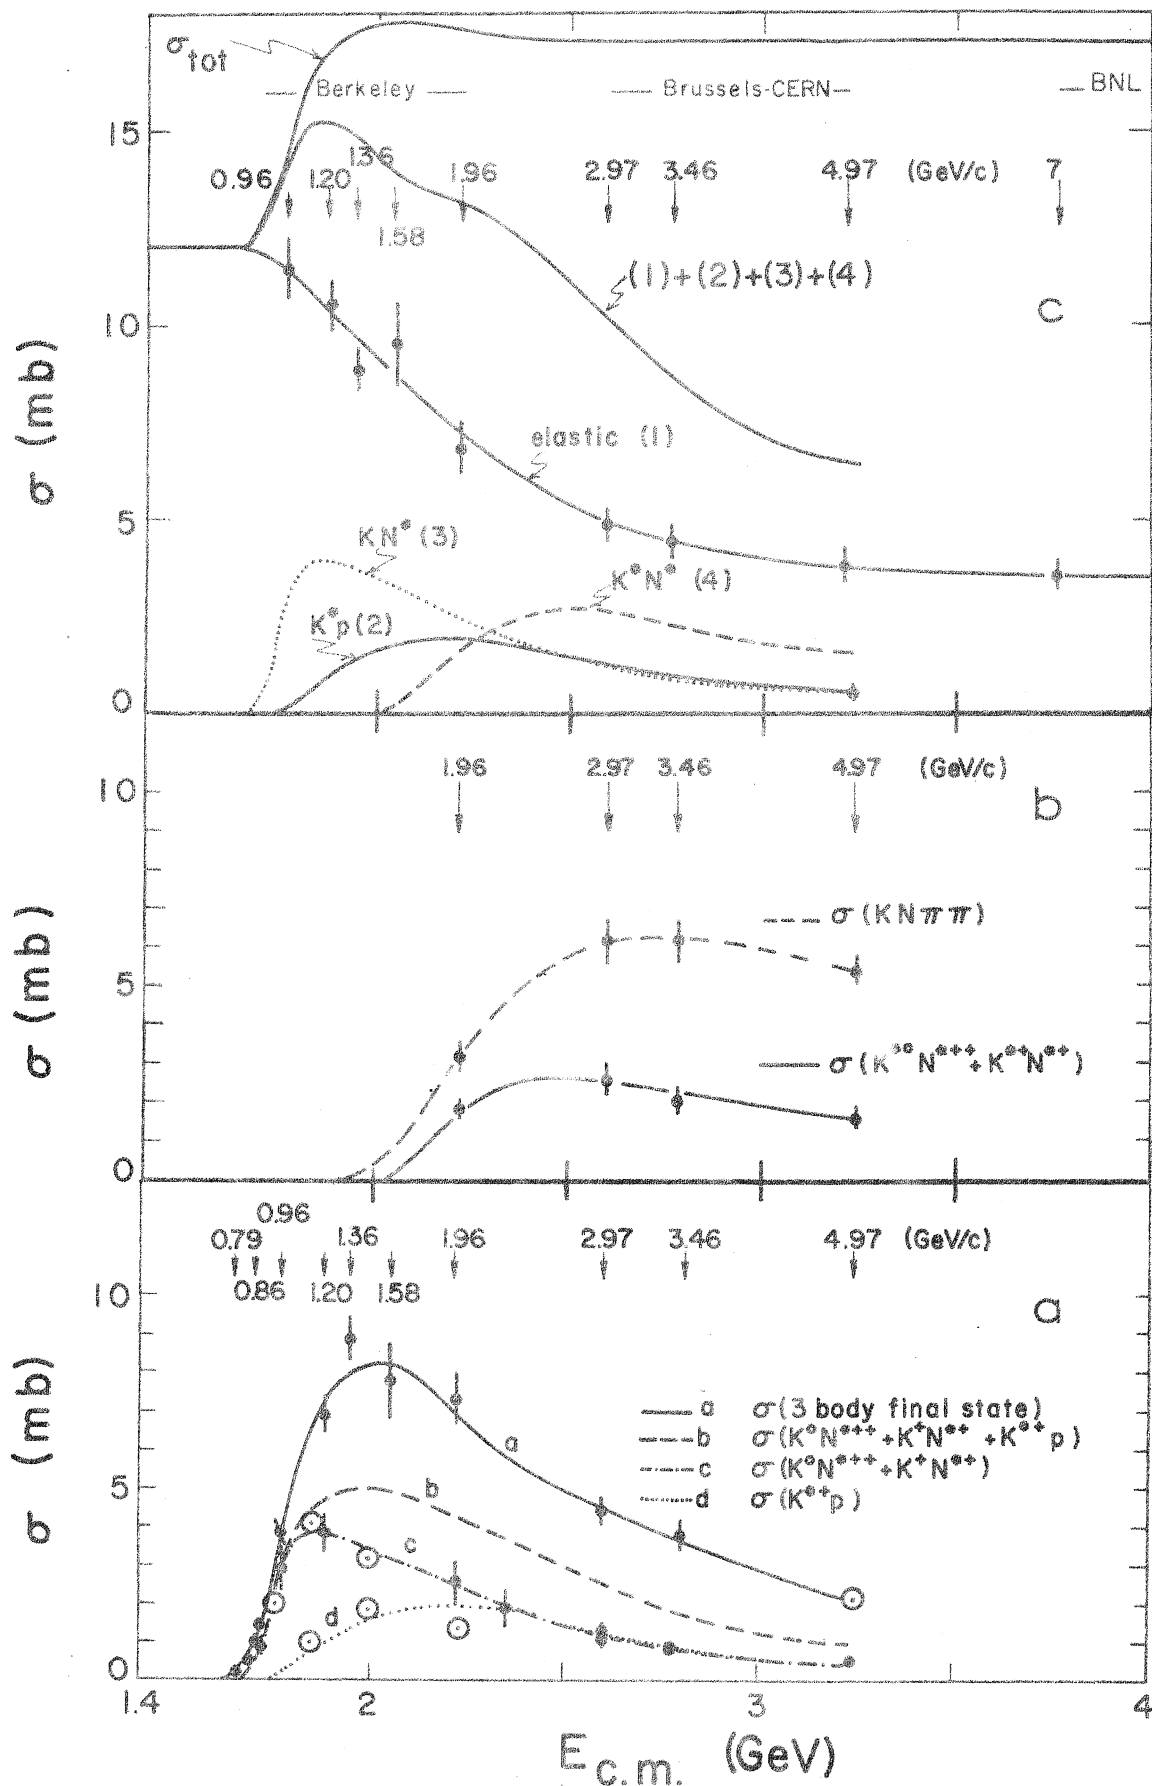 σtot
Berkeley
Brussels-CERN
BNL
15
0.96
1.20
1.36
1.58
1.96
2.97
3.46
4.97 (GeV/c)
7
(1)+(2)+(3)+(4)
c
10
σ (mb)
elastic (1)
5
KN* (3)
K*N* (4)
K*p (2)
0
1.96
2.97
3.46
4.97 (GeV/c)
10
b
σ (KNππ)
σ (mb)
5
σ (K*⁰N*⁺⁺+K*⁺N*⁺)
0
0.79
0.86
0.96
1.20
1.36
1.58
1.96
2.97
3.46
4.97 (GeV/c)
10
a
a σ(3 body final state)
b σ(K⁰N*⁺⁺+K⁺N*⁺+K*⁺p)
c σ(K⁰N*⁺⁺+K⁺N*⁺)
d σ(K*⁺p)
σ (mb)
a
5
b
c
d
0
1.4
2
3
4
Ec.m. (GeV)